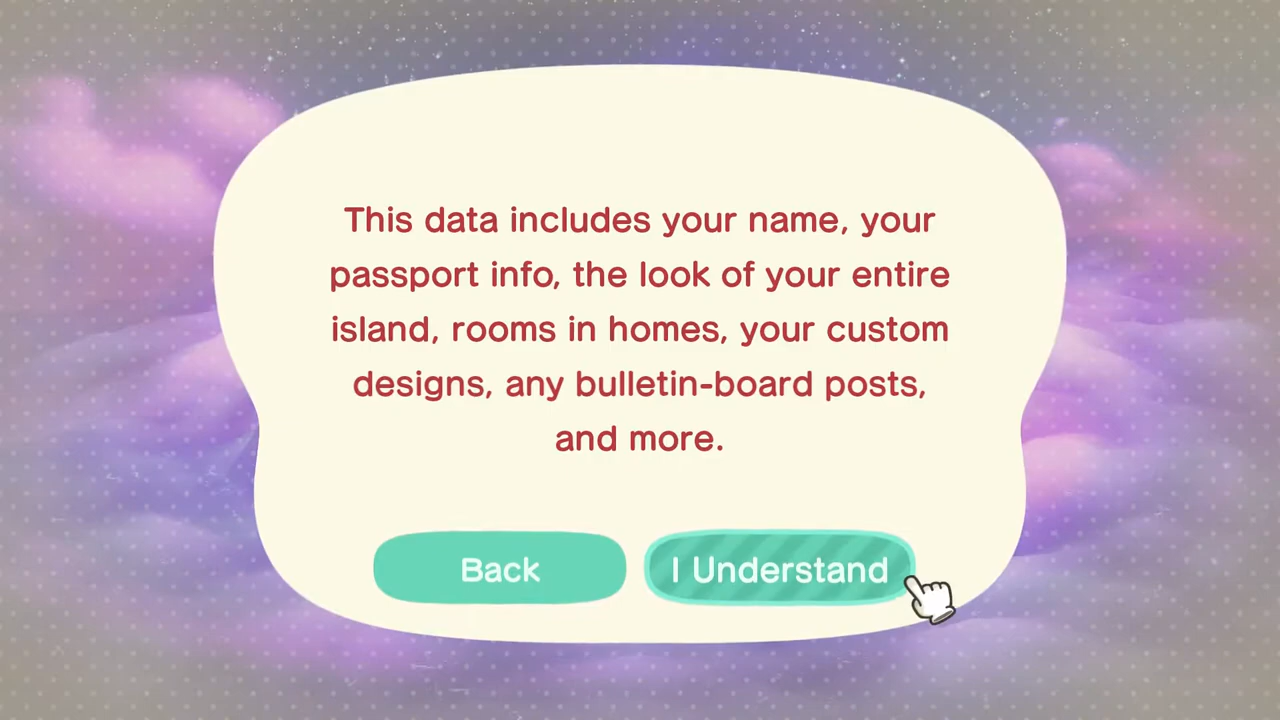 This data includes your name, your
passport info, the look of your entire
island, rooms in homes, your custom
designs, any bulletin-board posts,
and more.
Back
I Understand